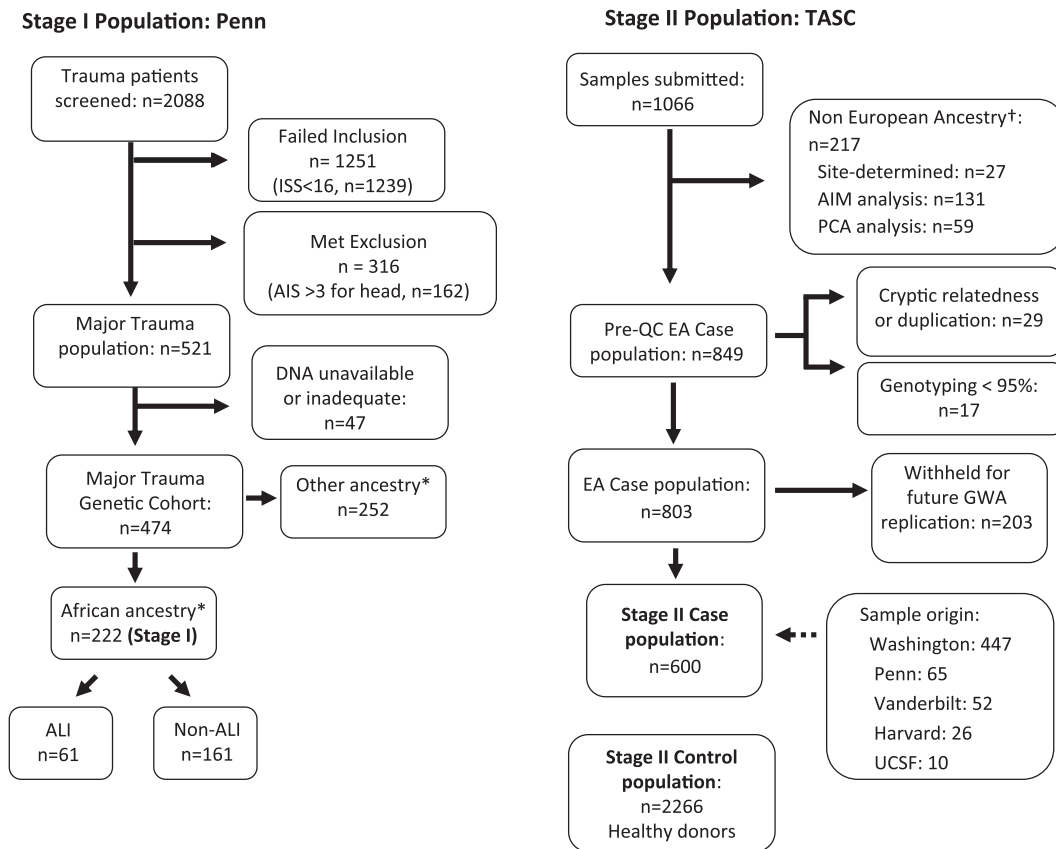 Stage I Population: Penn
Trauma patients
screened: n=2088
Failed Inclusion
n= 1251
(ISS<16, n=1239)
Met Exclusion
n = 316
(AIS >3 for head, n=162)
Major Trauma
population: n=521
DNA unavailable
or inadequate:
n=47
Major Trauma
Genetic Cohort:
n=474
Other ancestry*
n=252
African ancestry*
n=222 (Stage I)
ALI
n=61
Non-ALI
n=161
Stage II Population: TASC
Samples submitted:
n=1066
Non European Ancestry†:
n=217
Site-determined: n=27
AIM analysis: n=131
PCA analysis: n=59
Pre-QC EA Case
population: n=849
Cryptic relatedness
or duplication: n=29
Genotyping < 95%:
n=17
EA Case population:
n=803
Withheld for
future GWA
replication: n=203
Stage II Case
population:
n=600
Sample origin:
Washington: 447
Penn: 65
Vanderbilt: 52
Harvard: 26
UCSF: 10
Stage II Control
population:
n=2266
Healthy donors